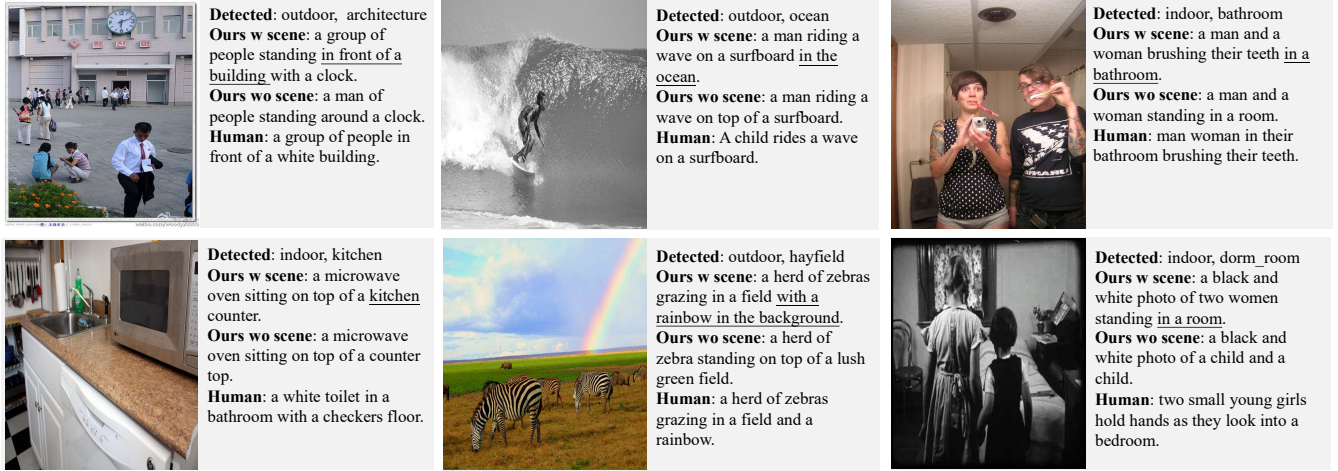 Detected: outdoor, architecture
Ours w scene: a group of
people standing in front of a
building with a clock.
Ours wo scene: a man of
people standing around a clock.
Human: a group of people in
front of a white building.
Detected: outdoor, ocean
Ours w scene: a man riding a
wave on a surfboard in the
ocean.
Ours wo scene: a man riding a
wave on top of a surfboard.
Human: A child rides a wave
on a surfboard.
Detected: indoor, bathroom
Ours w scene: a man and a
woman brushing their teeth in a
bathroom.
Ours wo scene: a man and a
woman standing in a room.
Human: man woman in their
bathroom brushing their teeth.
Detected: indoor, kitchen
Ours w scene: a microwave
oven sitting on top of a kitchen
counter.
Ours wo scene: a microwave
oven sitting on top of a counter
top.
Human: a white toilet in a
bathroom with a checkers floor.
Detected: outdoor, hayfield
Ours w scene: a herd of zebras
grazing in a field with a
rainbow in the background.
Ours wo scene: a herd of
zebra standing on top of a lush
green field.
Human: a herd of zebras
grazing in a field and a
rainbow.
Detected: indoor, dorm_room
Ours w scene: a black and
white photo of two women
standing in a room.
Ours wo scene: a black and
white photo of a child and a
child.
Human: two small young girls
hold hands as they look into a
bedroom.